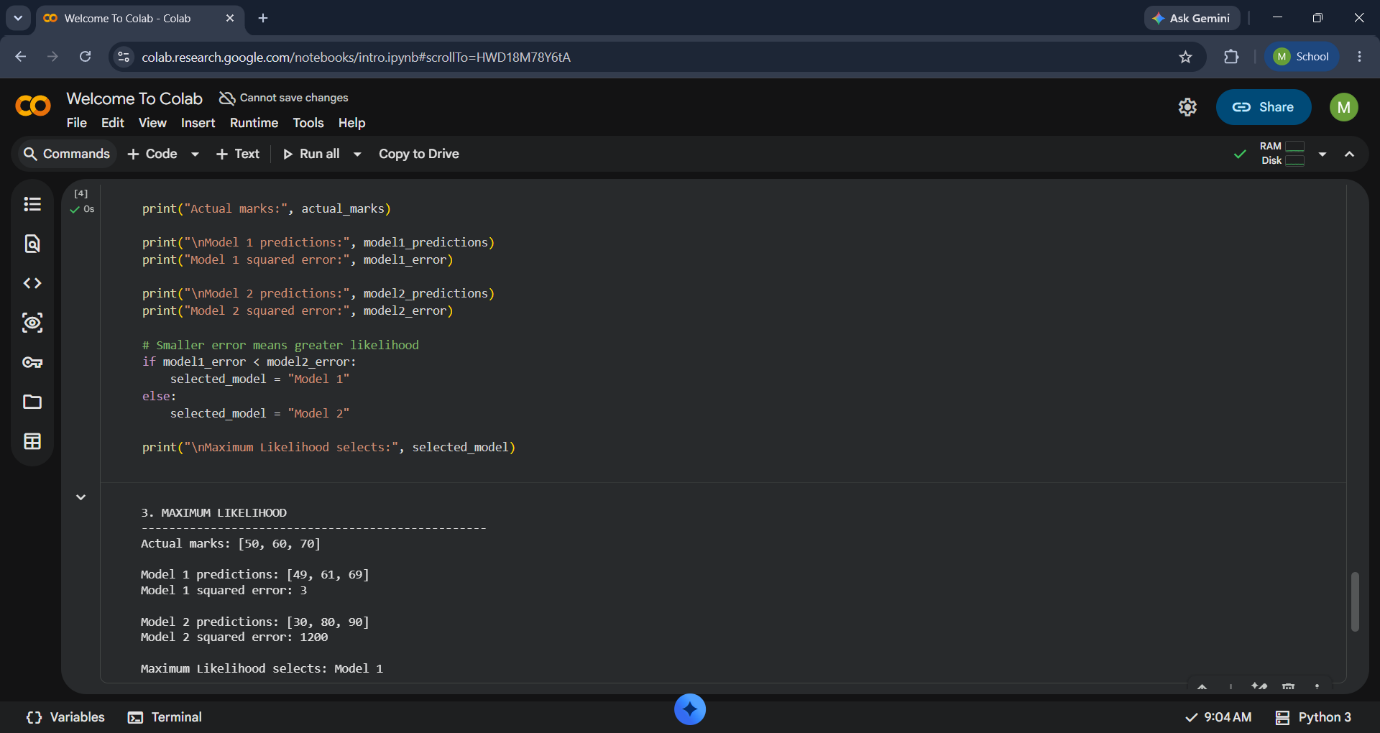 Welcome To Colab - Colab
Ask Gemini
colab.research.google.com/notebooks/intro.ipynb#scrollTo=HWD18M78Y6tA
M School
Welcome To Colab Cannot save changes
File Edit View Insert Runtime Tools Help
Share
M
Commands + Code + Text Run all Copy to Drive
RAM
Disk
[4]
0s
print("Actual marks:", actual_marks)
print("\nModel 1 predictions:", model1_predictions)
print("Model 1 squared error:", model1_error)
print("\nModel 2 predictions:", model2_predictions)
print("Model 2 squared error:", model2_error)
# Smaller error means greater likelihood
if model1_error < model2_error:
    selected_model = "Model 1"
else:
    selected_model = "Model 2"
print("\nMaximum Likelihood selects:", selected_model)
3. MAXIMUM LIKELIHOOD
--------------------------------------------------
Actual marks: [50, 60, 70]
Model 1 predictions: [49, 61, 69]
Model 1 squared error: 3
Model 2 predictions: [30, 80, 90]
Model 2 squared error: 1200
Maximum Likelihood selects: Model 1
{} Variables Terminal
9:04 AM Python 3